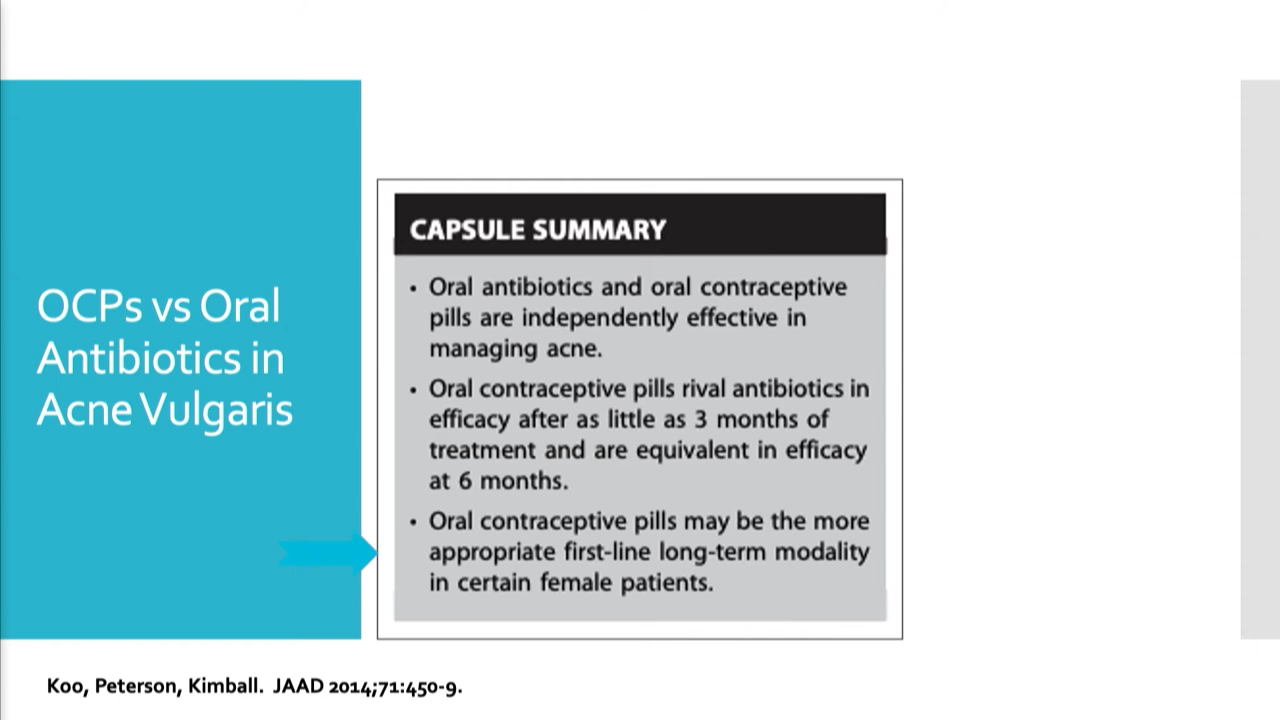 OCPs vs Oral
Antibiotics in
Acne Vulgaris
CAPSULE SUMMARY
• Oral antibiotics and oral contraceptive
pills are independently effective in
managing acne.
• Oral contraceptive pills rival antibiotics in
efficacy after as little as 3 months of
treatment and are equivalent in efficacy
at 6 months.
• Oral contraceptive pills may be the more
appropriate first-line long-term modality
in certain female patients.
Koo, Peterson, Kimball.  JAAD 2014;71:450-9.